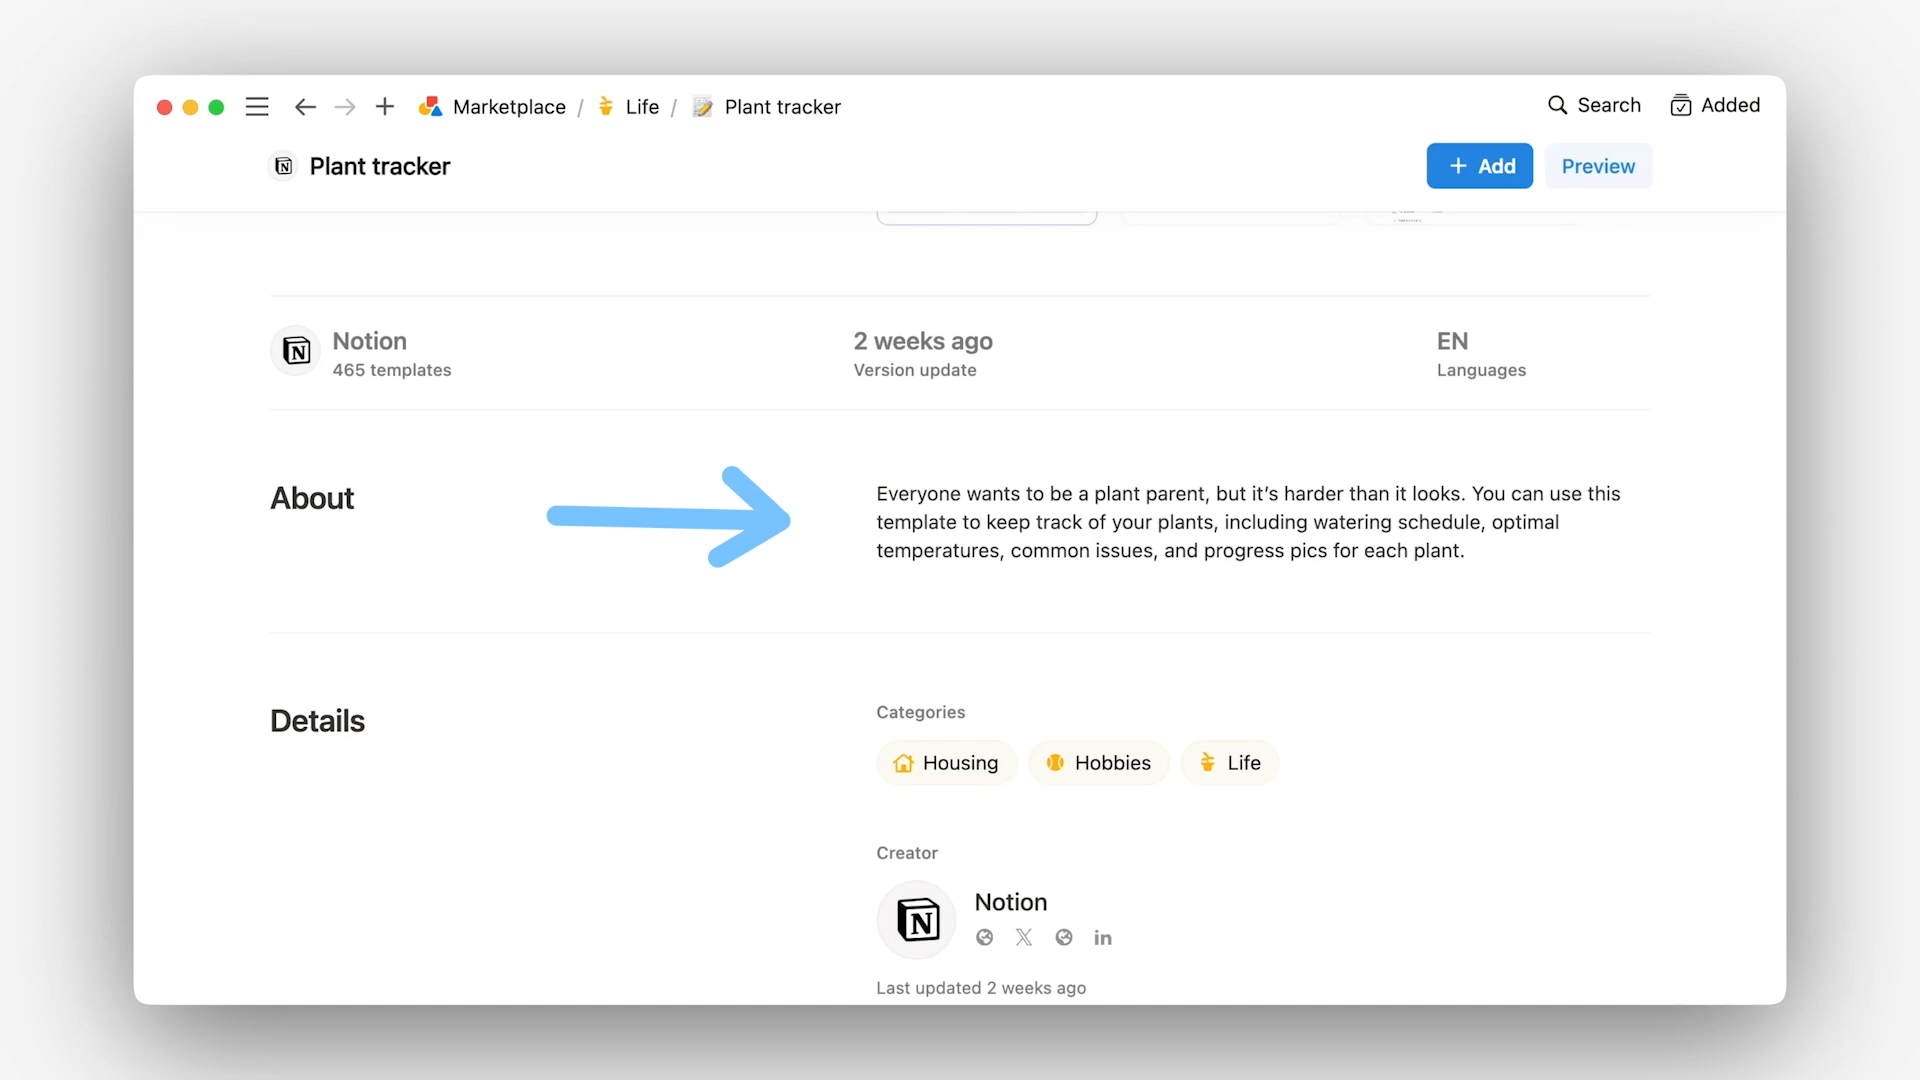 Marketplace / Life / Plant tracker
Search
Added
Plant tracker
Add
Preview
Notion
465 templates
2 weeks ago
Version update
EN
Languages
About
Everyone wants to be a plant parent, but it’s harder than it looks. You can use this
template to keep track of your plants, including watering schedule, optimal
temperatures, common issues, and progress pics for each plant.
Details
Categories
Housing
Hobbies
Life
Creator
Notion
Last updated 2 weeks ago